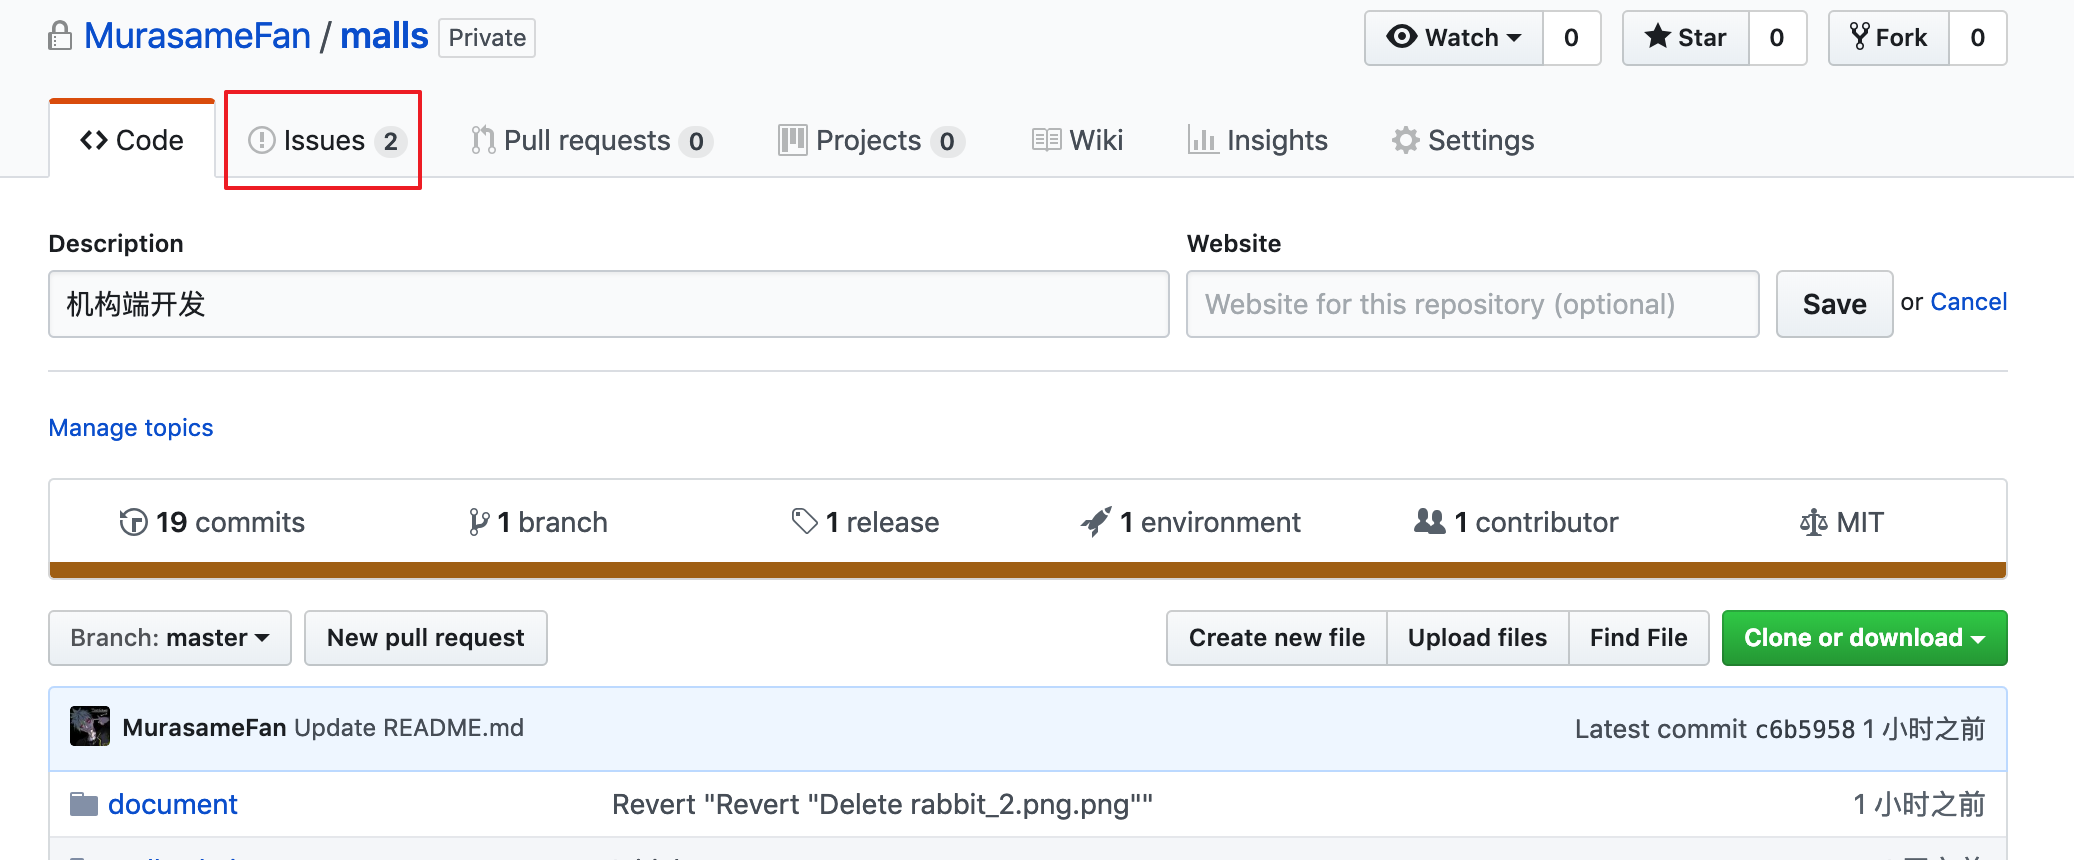 MurasameFan / malls Private Watch 0 Star 0 Fork 0
Code Issues 2 Pull requests 0 Projects 0 Wiki Insights Settings
Description Website
机构端开发 Website for this repository (optional) Save or Cancel
Manage topics
19 commits 1 branch 1 release 1 environment 1 contributor MIT
Branch: master New pull request Create new file Upload files Find File Clone or download
MurasameFan Update README.md Latest commit c6b5958 1 小时之前
document Revert "Revert "Delete rabbit_2.png.png"" 1 小时之前